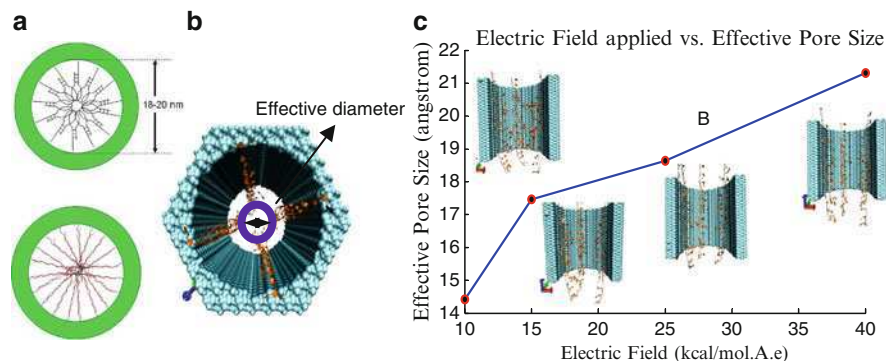 a
18-20 nm
b
Effective diameter
c
Electric Field applied vs. Effective Pore Size
Effective Pore Size (angstrom)
22
21
20
19
18
17
16
15
14
B
10
15
20
25
30
35
40
Electric Field (kcal/mol.A.e)